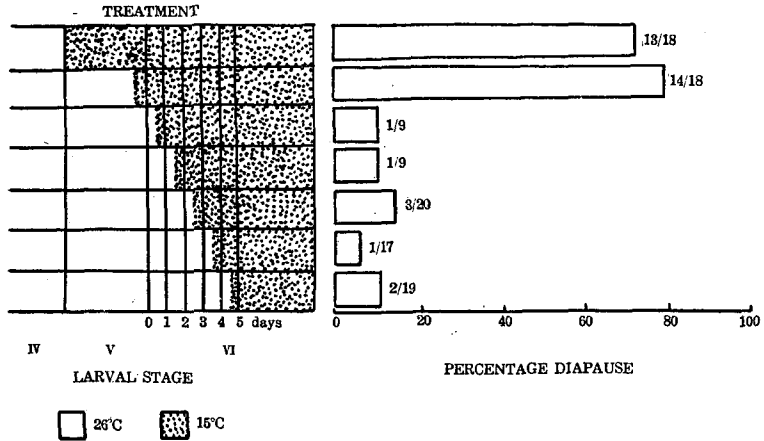 TREATMENT
13/18
14/18
1/9
1/9
3/20
1/17
2/19
0 1 2 3 4 5 days
0 20 40 60 80 100
IV V VI
LARVAL STAGE
PERCENTAGE DIAPAUSE
26°C 15°C